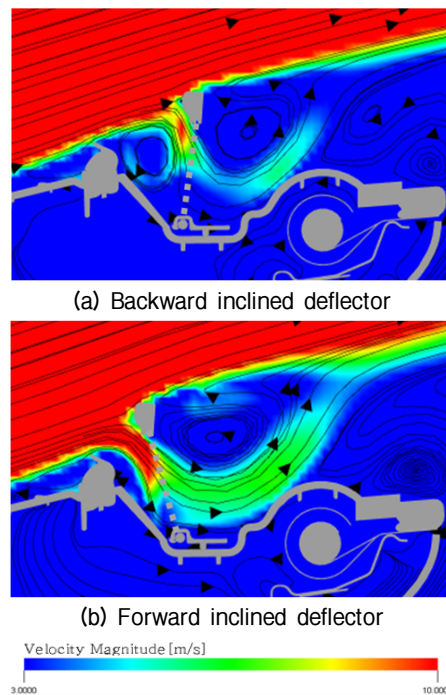 (a) Backward inclined deflector
(b) Forward inclined deflector
Velocity Magnitude[m/s]
3.0000 10.000